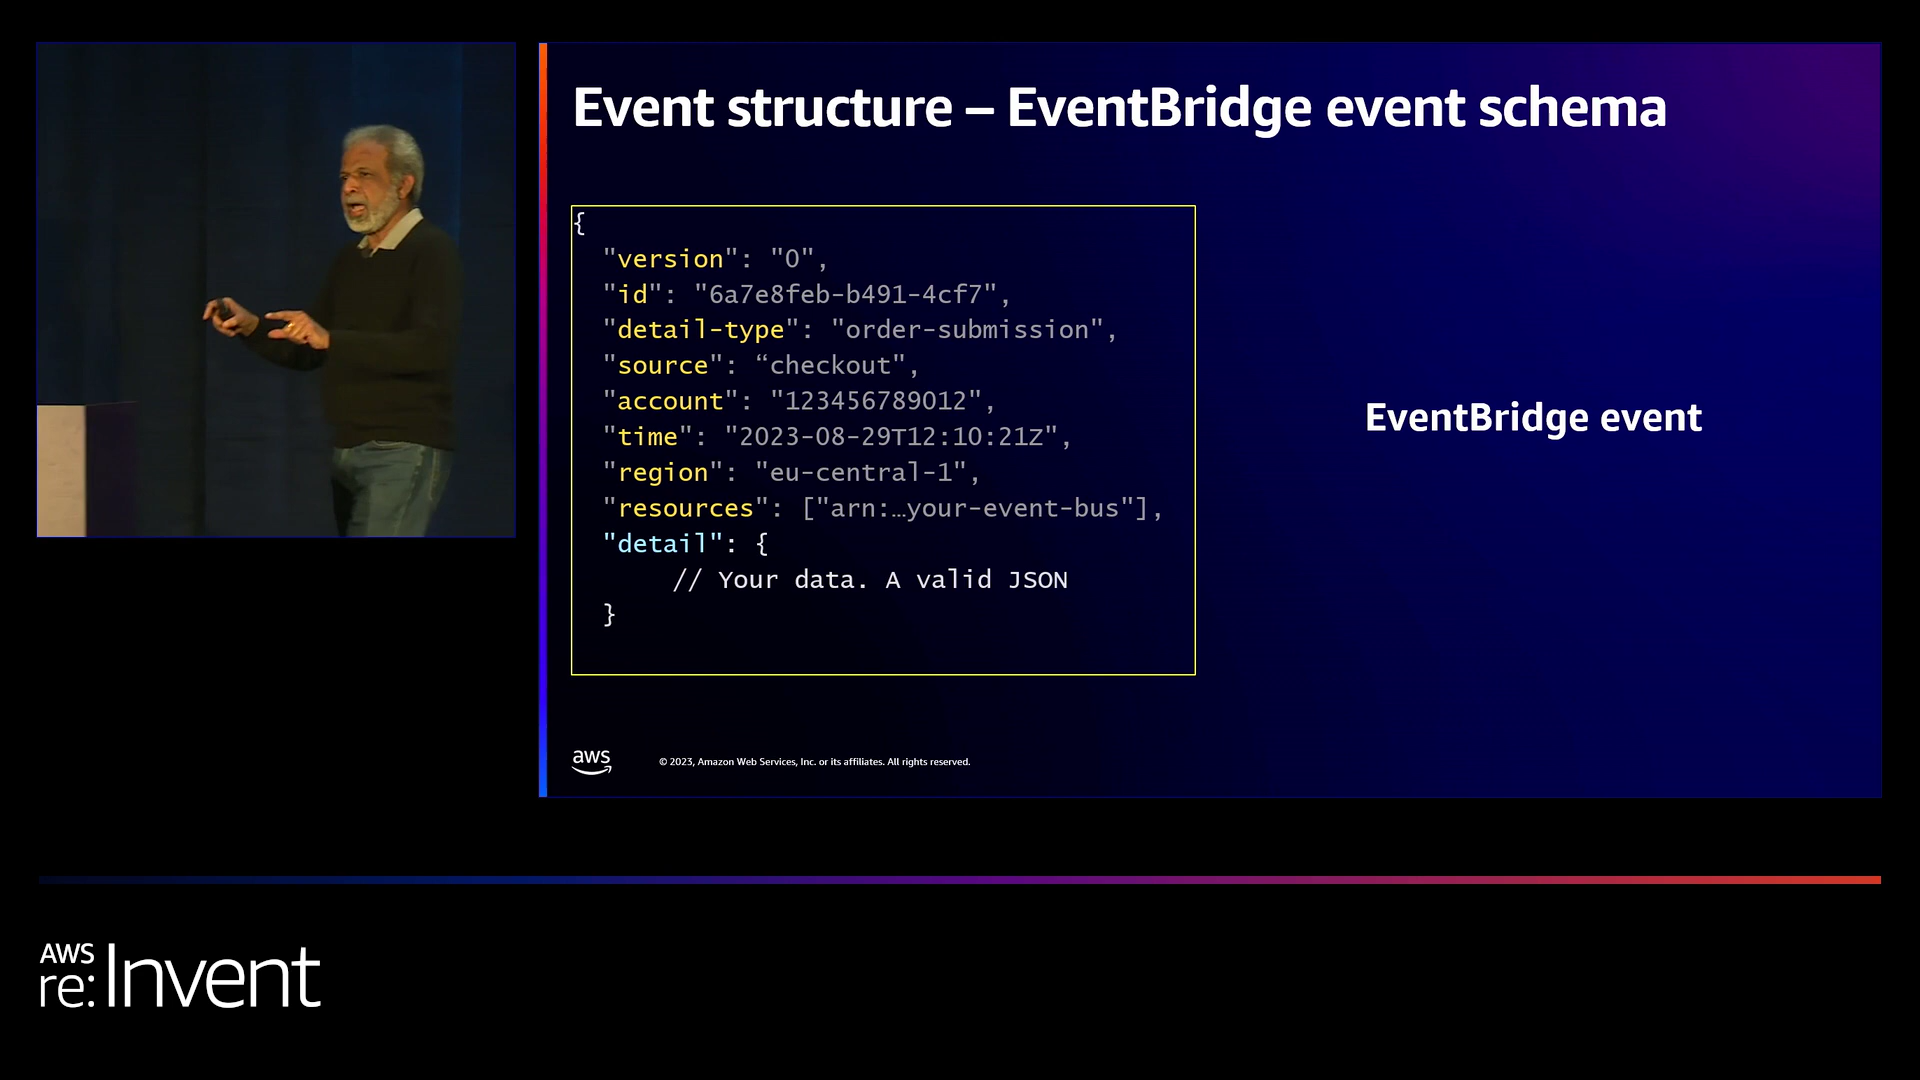 Event structure – EventBridge event schema
{
"version": "0",
"id": "6a7e8feb-b491-4cf7",
"detail-type": "order-submission",
"source": “checkout",
"account": "123456789012",
"time": "2023-08-29T12:10:21Z",
"region": "eu-central-1",
"resources": ["arn:…your-event-bus"],
"detail": {
// Your data. A valid JSON
}
EventBridge event
aws
© 2023, Amazon Web Services, Inc. or its affiliates. All rights reserved.
AWS
re:Invent